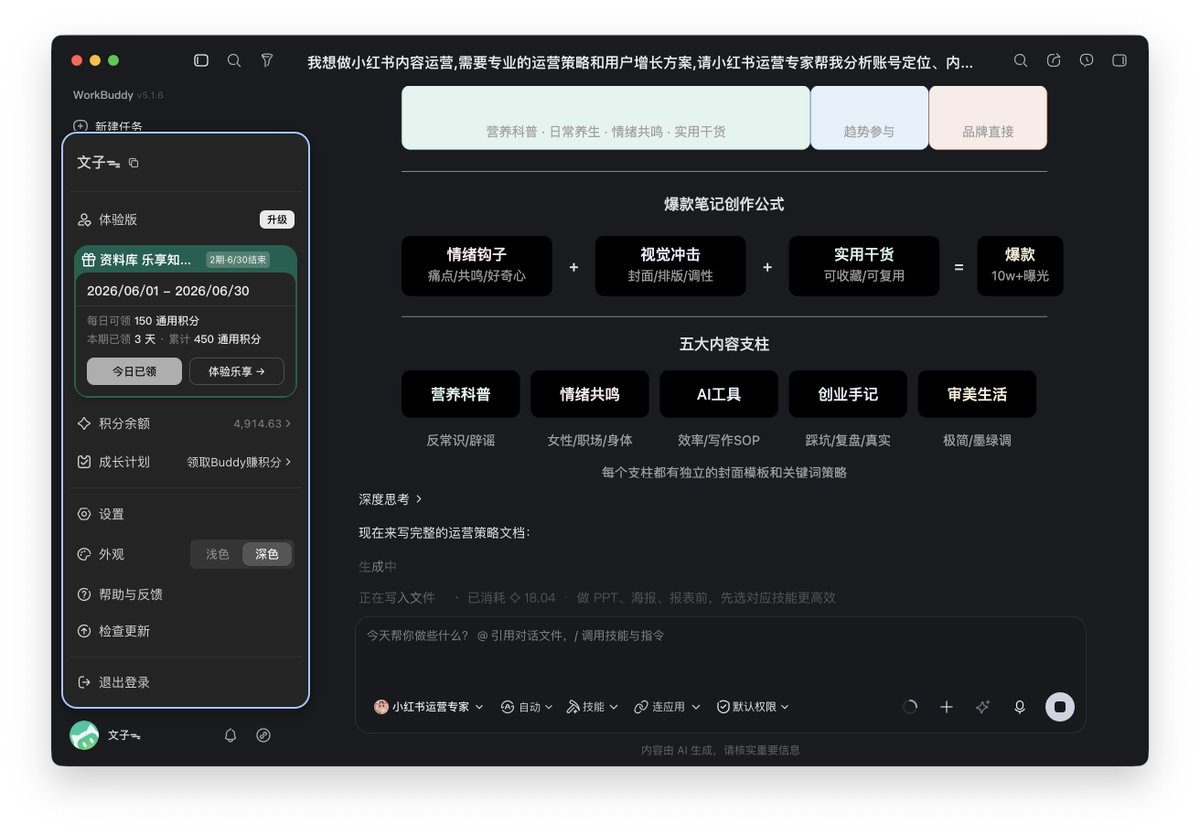 我想做小红书内容运营,需要专业的运营策略和用户增长方案,请小红书运营专家帮我分析账号定位、内...
WorkBuddy v5.1.6
新建任务
文子
体验版
升级
资料库 乐享知...
2期·6/30结束
2026/06/01 – 2026/06/30
每日可领 150 通用积分
本期已领 3 天 · 累计 450 通用积分
今日已领
体验乐享 →
积分余额
4,914.63
成长计划
领取Buddy赚积分
设置
外观
浅色
深色
帮助与反馈
检查更新
退出登录
文子
营养科普 · 日常养生 · 情绪共鸣 · 实用干货
趋势参与
品牌直接
爆款笔记创作公式
情绪钩子
痛点/共鸣/好奇心
+
视觉冲击
封面/排版/调性
+
实用干货
可收藏/可复用
=
爆款
10w+曝光
五大内容支柱
营养科普
情绪共鸣
AI工具
创业手记
审美生活
反常识/辟谣
女性/职场/身体
效率/写作SOP
踩坑/复盘/真实
极简/墨绿调
每个支柱都有独立的封面模板和关键词策略
深度思考
现在来写完整的运营策略文档：
生成中
正在写入文件 · 已消耗 18.04 · 做 PPT、海报、报表前，先选对应技能更高效
今天帮你做些什么？ @ 引用对话文件，/ 调用技能与指令
小红书运营专家
自动
技能
连应用
默认权限
内容由 AI 生成，请核实重要信息